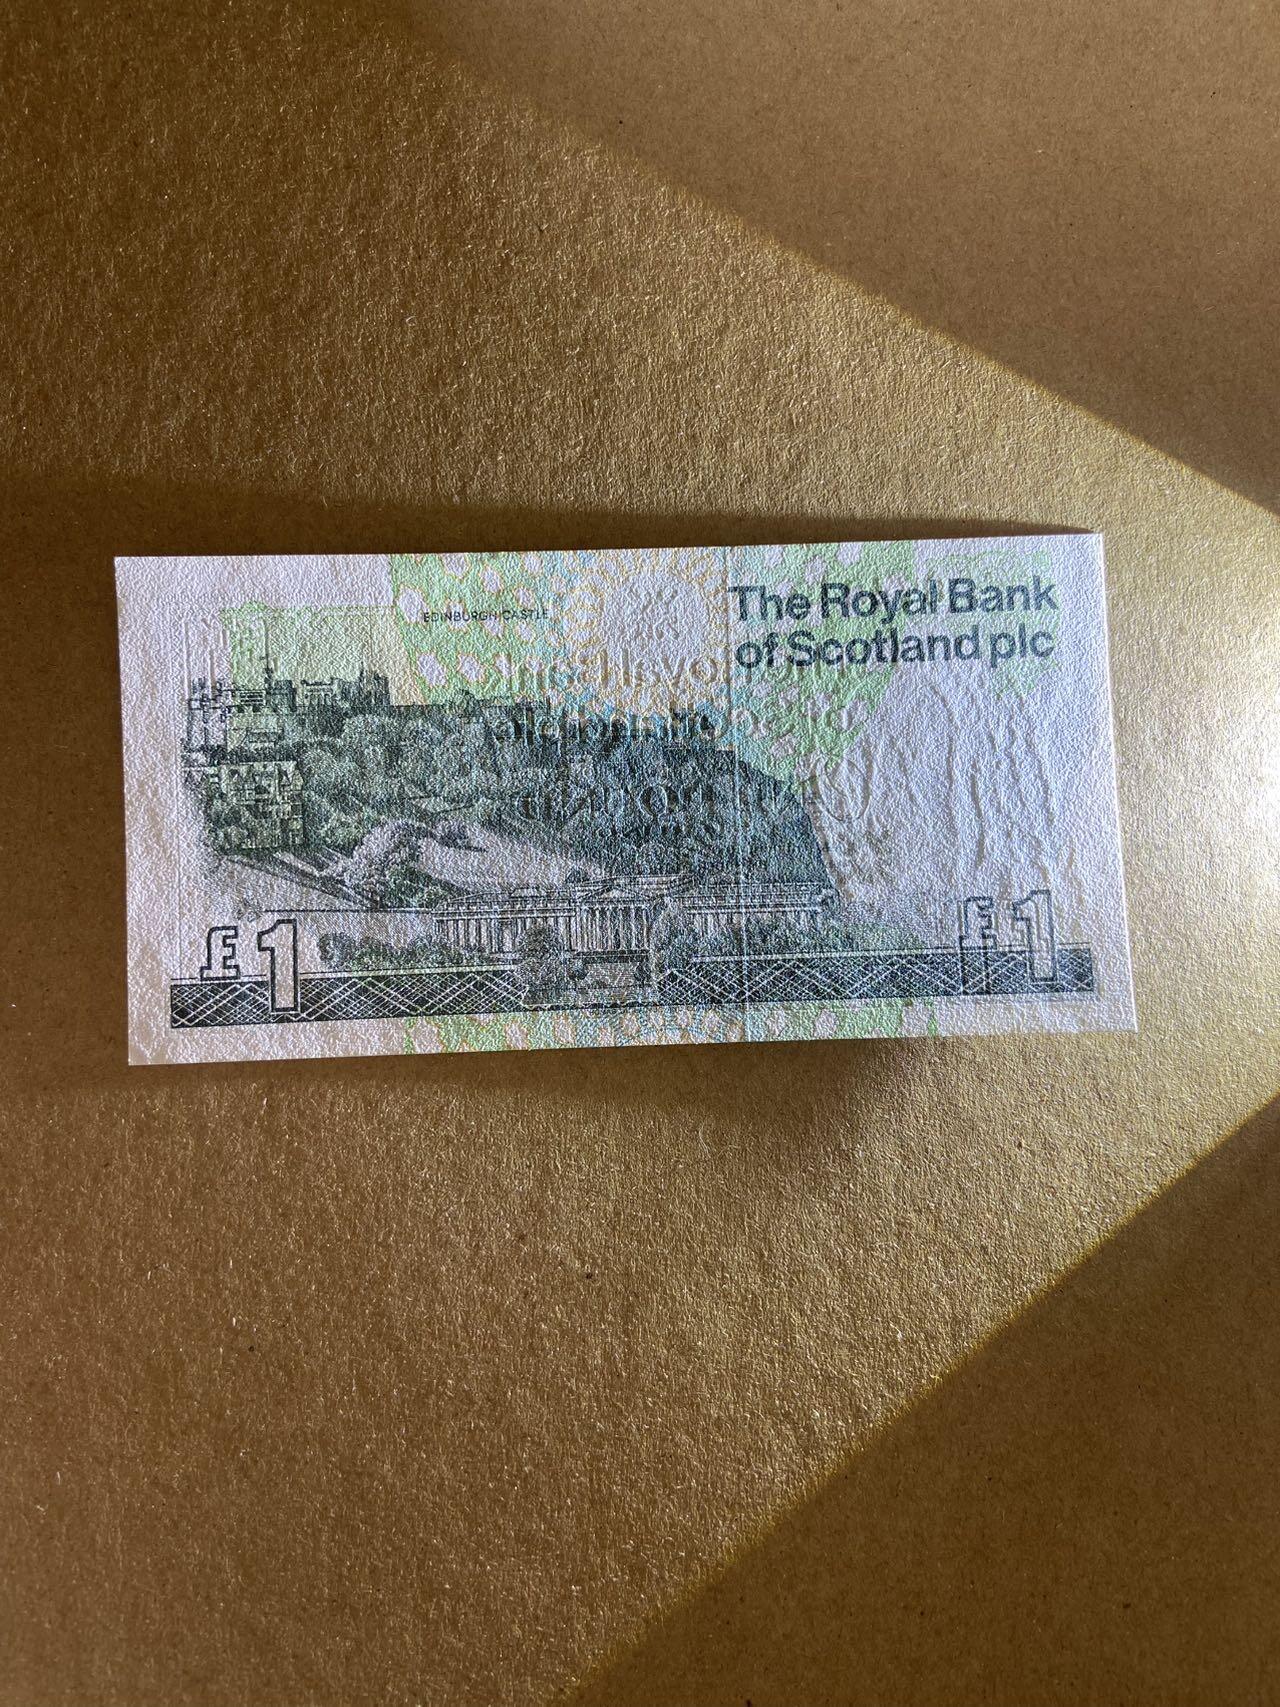 EDINBURGH CASTLE
The Royal Bank
of Scotland plc
£1
£1